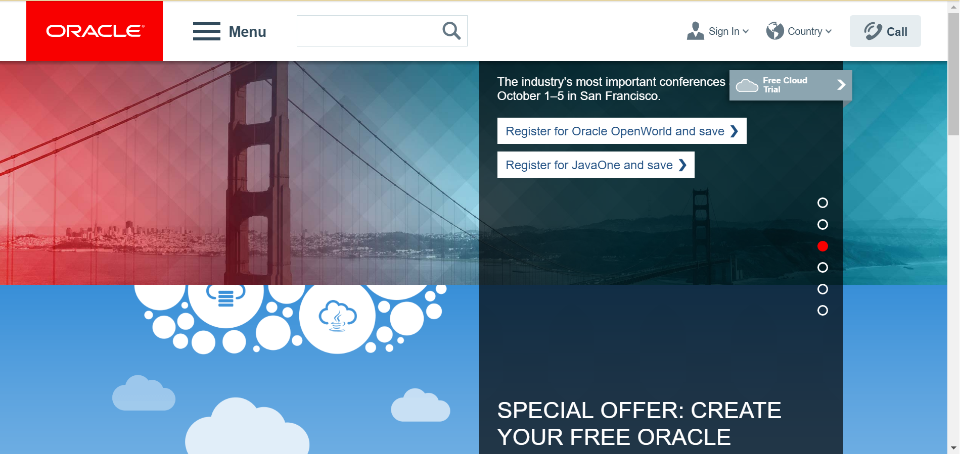 ORACLE®
Menu
Sign In
Country
Call
The industry's most important conferences
October 1–5 in San Francisco.
Free Cloud
Trial
Register for Oracle OpenWorld and save
Register for JavaOne and save
SPECIAL OFFER: CREATE
YOUR FREE ORACLE